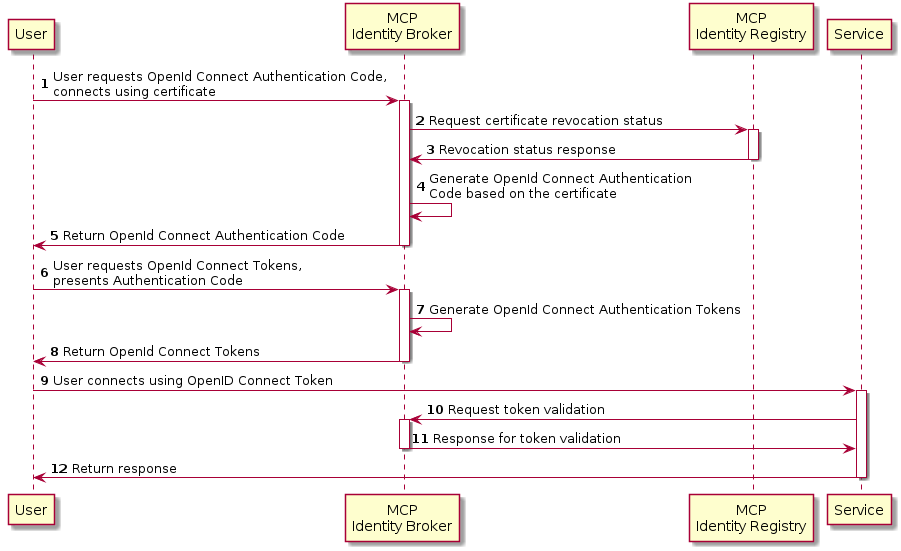 User
MCP
Identity Broker
MCP
Identity Registry
Service
1 User requests OpenId Connect Authentication Code,
connects using certificate
2 Request certificate revocation status
3 Revocation status response
4 Generate OpenId Connect Authentication
Code based on the certificate
5 Return OpenId Connect Authentication Code
6 User requests OpenId Connect Tokens,
presents Authentication Code
7 Generate OpenId Connect Authentication Tokens
8 Return OpenId Connect Tokens
9 User connects using OpenID Connect Token
10 Request token validation
11 Response for token validation
12 Return response
User
MCP
Identity Broker
MCP
Identity Registry
Service